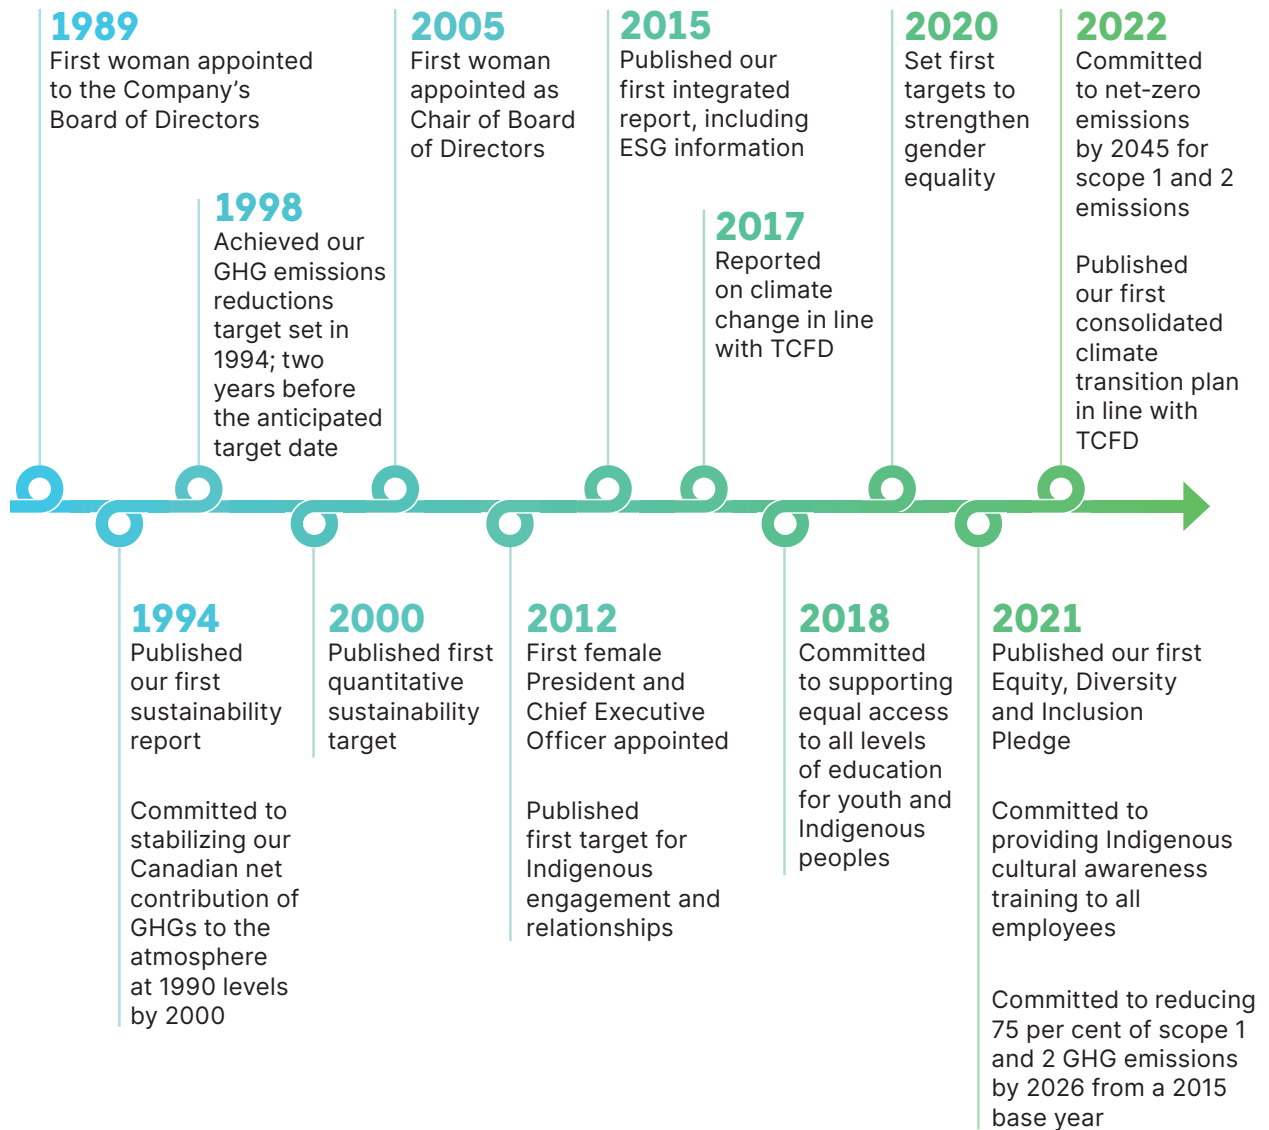 1989
First woman appointed
to the Company’s
Board of Directors
1994
Published
our first
sustainability
report
Committed to
stabilizing our
Canadian net
contribution of
GHGs to the
atmosphere
at 1990 levels
by 2000
1998
Achieved our
GHG emissions
reductions
target set in
1994; two
years before
the anticipated
target date
2000
Published first
quantitative
sustainability
target
2005
First woman
appointed as
Chair of Board
of Directors
2012
First female
President and
Chief Executive
Officer appointed
Published
first target for
Indigenous
engagement and
relationships
2015
Published our
first integrated
report, including
ESG information
2017
Reported
on climate
change in line
with TCFD
2018
Committed
to supporting
equal access
to all levels
of education
for youth and
Indigenous
peoples
2020
Set first
targets to
strengthen
gender
equality
2021
Published our first
Equity, Diversity
and Inclusion
Pledge
Committed to
providing Indigenous
cultural awareness
training to all
employees
Committed to reducing
75 per cent of scope 1
and 2 GHG emissions
by 2026 from a 2015
base year
2022
Committed
to net-zero
emissions
by 2045 for
scope 1 and 2
emissions
Published
our first
consolidated
climate
transition plan
in line with
TCFD